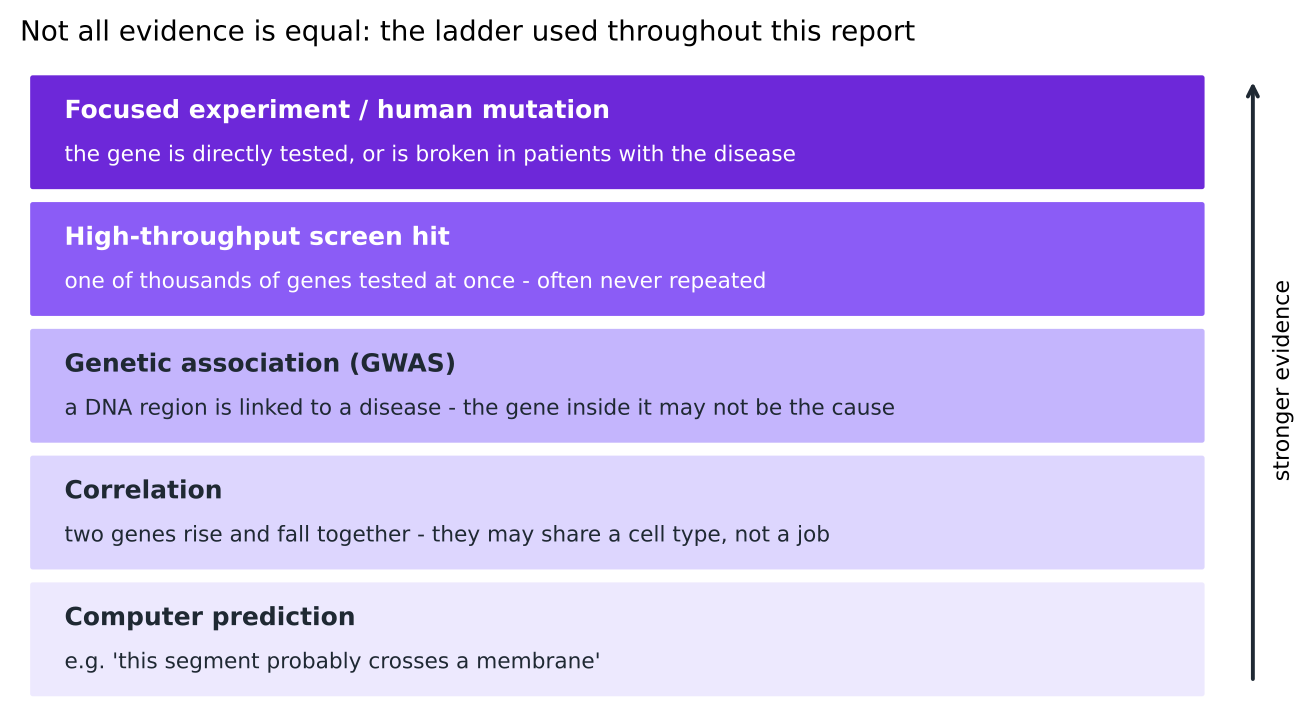 Not all evidence is equal: the ladder used throughout this report
Focused experiment / human mutation
the gene is directly tested, or is broken in patients with the disease
High-throughput screen hit
one of thousands of genes tested at once - often never repeated
Genetic association (GWAS)
a DNA region is linked to a disease - the gene inside it may not be the cause
Correlation
two genes rise and fall together - they may share a cell type, not a job
Computer prediction
e.g. 'this segment probably crosses a membrane'
stronger evidence